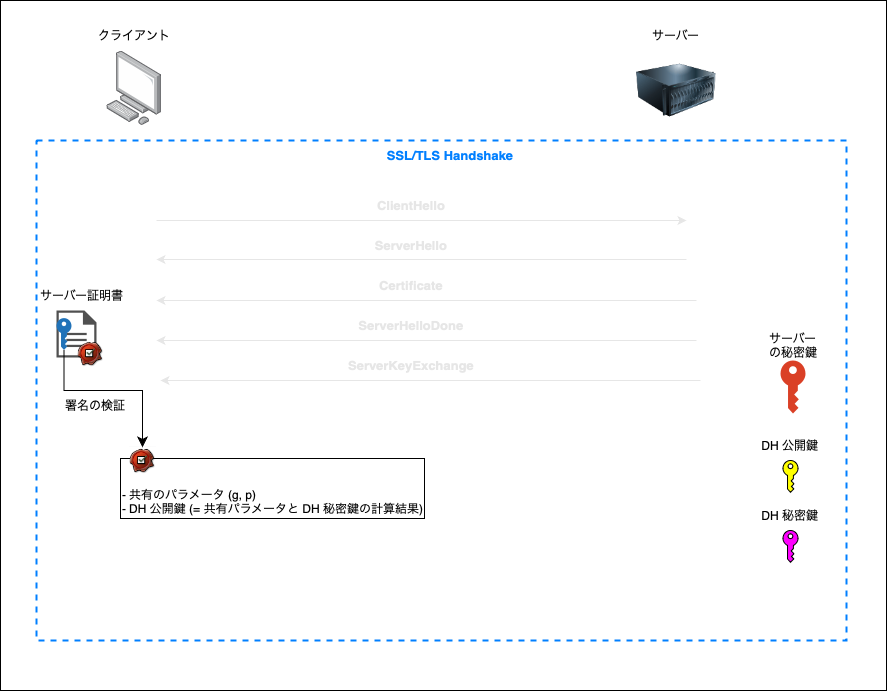 クライアント
サーバー
SSL/TLS Handshake
ClientHello
ServerHello
Certificate
サーバー証明書
ServerHelloDone
サーバー
の秘密鍵
ServerKeyExchange
署名の検証
DH 公開鍵
- 共有のパラメータ (g, p)
- DH 公開鍵 (= 共有パラメータと DH 秘密鍵の計算結果)
DH 秘密鍵